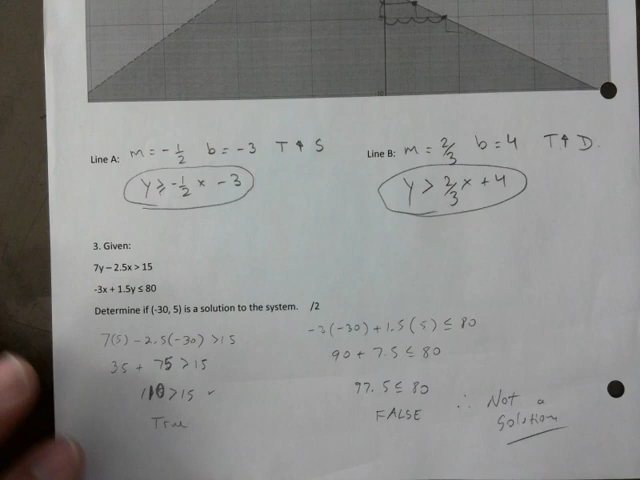 Line A: m = -1/2 b = -3 T ↑ S
Line B: m = 2/3 b = 4 T ↑ D
y ≥ -1/2 x - 3
y > 2/3 x + 4
3. Given:
7y – 2.5x > 15
-3x + 1.5y ≤ 80
Determine if (-30, 5) is a solution to the system. /2
7(5) - 2.5(-30) > 15
-3(-30) + 1.5(5) ≤ 80
35 + 75 > 15
90 + 7.5 ≤ 80
110 > 15 ✓
97.5 ≤ 80
True
FALSE
∴ Not a
Solution